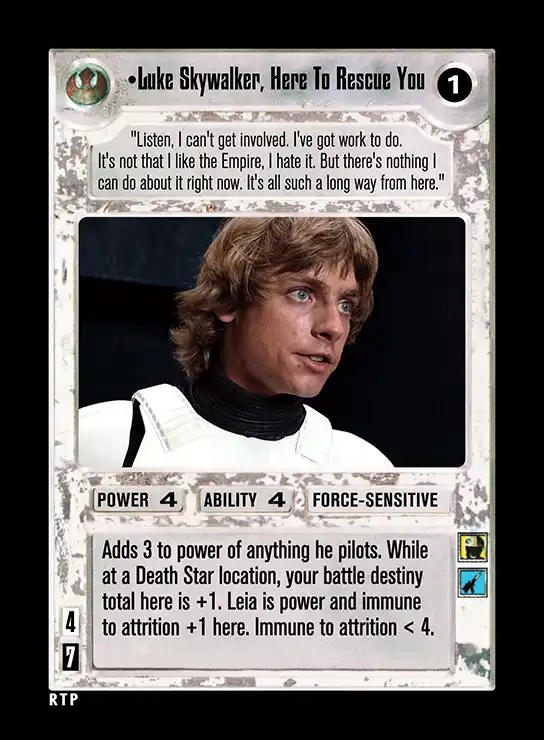 •Luke Skywalker, Here To Rescue You
1
"Listen, I can't get involved. I've got work to do.
It's not that I like the Empire, I hate it. But there's nothing I
can do about it right now. It's all such a long way from here."
POWER 4
ABILITY 4
FORCE-SENSITIVE
Adds 3 to power of anything he pilots. While
at a Death Star location, your battle destiny
total here is +1. Leia is power and immune
to attrition +1 here. Immune to attrition < 4.
4
7
RTP